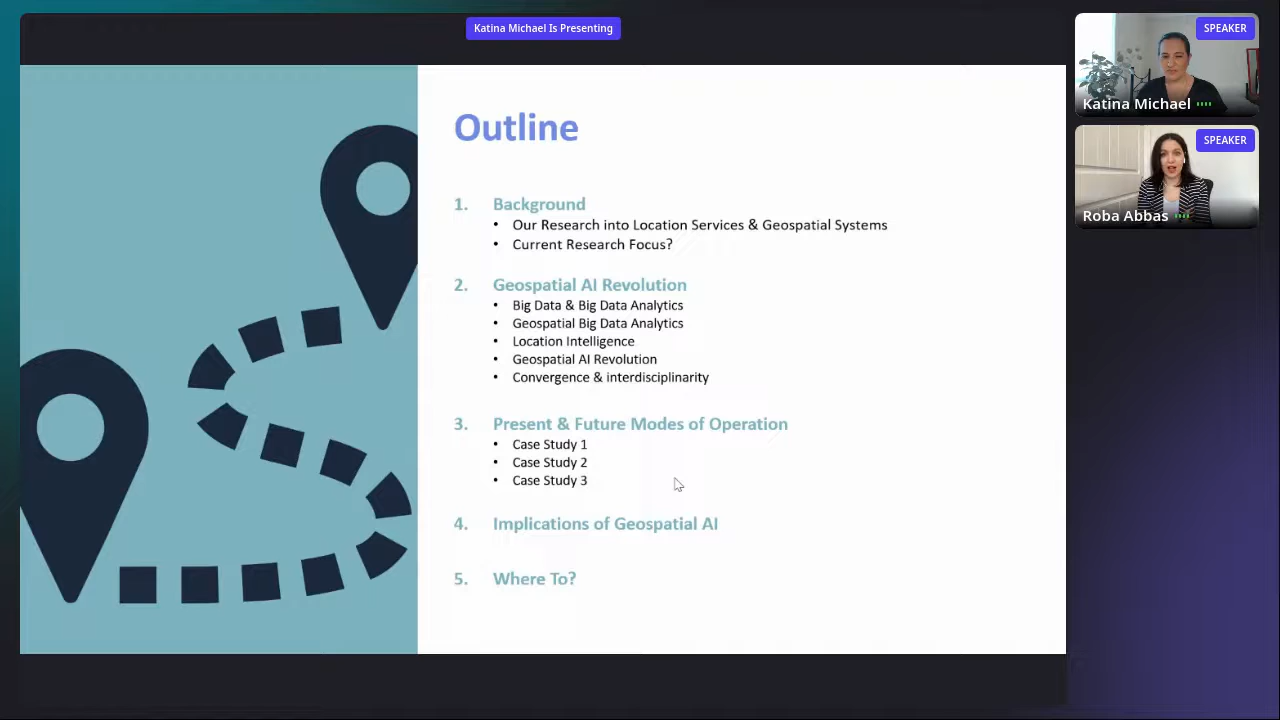 Katina Michael Is Presenting
SPEAKER
Katina Michael
SPEAKER
Roba Abbas
Outline
1. Background
• Our Research into Location Services & Geospatial Systems
• Current Research Focus?
2. Geospatial AI Revolution
• Big Data & Big Data Analytics
• Geospatial Big Data Analytics
• Location Intelligence
• Geospatial AI Revolution
• Convergence & interdisciplinarity
3. Present & Future Modes of Operation
• Case Study 1
• Case Study 2
• Case Study 3
4. Implications of Geospatial AI
5. Where To?